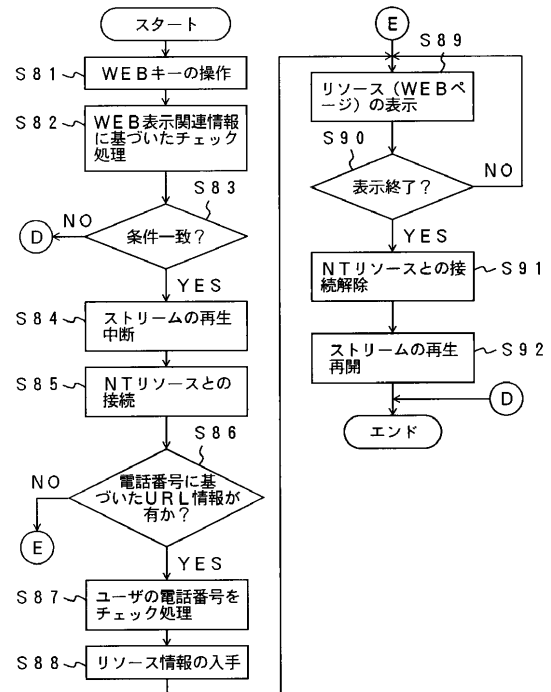 スタート
S81
WEBキーの操作
S82
WEB表示関連情報
に基づいたチェック
処理
S83
条件一致?
NO
D
YES
S84
ストリームの再生
中断
S85
NTリソースとの
接続
S86
電話番号に基
づいたURL情報が
有か?
NO
E
YES
S87
ユーザの電話番号を
チェック処理
S88
リソース情報の入手
E
S89
リソース(WEBペ
ージ)の表示
S90
表示終了?
NO
YES
NTリソースとの接
続解除
S91
ストリームの再生
再開
S92
D
エンド